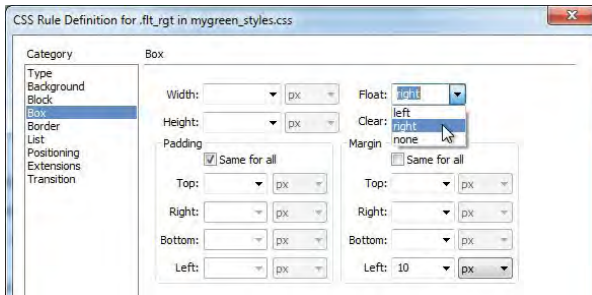 CSS Rule Definition for .flt_rgt in mygreen_styles.css
Category
Type
Background
Block
Box
Border
List
Positioning
Extensions
Transition
Box
Width: px Float: right
left
right
none
Height: px Clear:
Padding Margin
Same for all Same for all
Top: px Top: px
Right: px Right: px
Bottom: px Bottom: px
Left: px Left: 10 px